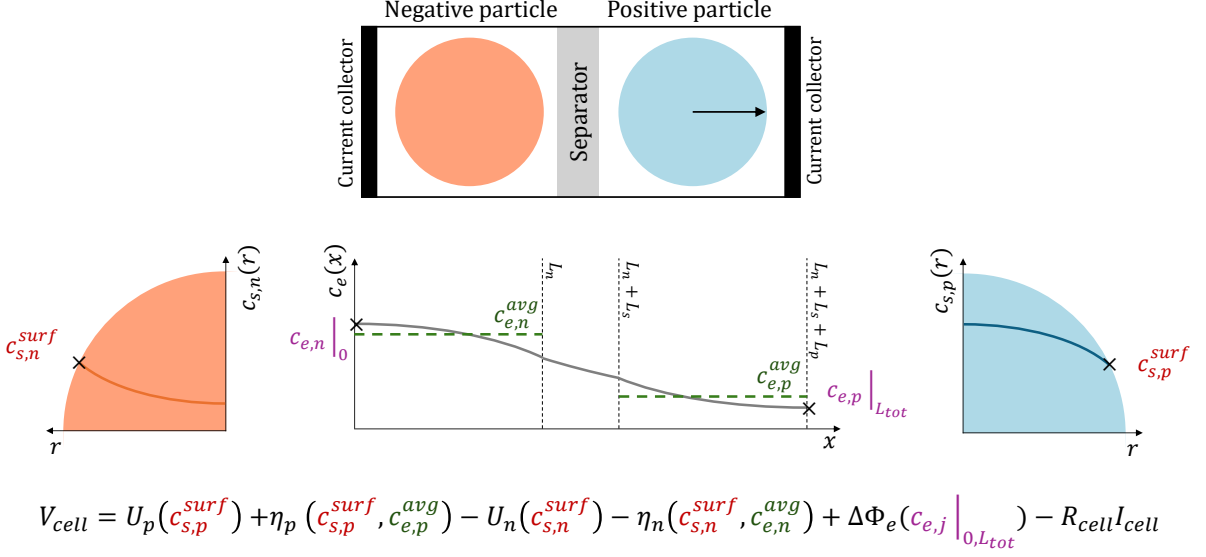 Negative particle
Positive particle
Current collector
Separator
Current collector
c_{s,n}(r)
c_{s,n}^{surf}
r
c_e(x)
L_n
L_n + L_s
L_n + L_s + L_p
c_{e,n}|_0
c_{e,n}^{avg}
c_{e,p}^{avg}
c_{e,p}|_{L_{tot}}
x
c_{s,p}(r)
c_{s,p}^{surf}
r
V_{cell} = U_p(c_{s,p}^{surf}) +η_p (c_{s,p}^{surf}, c_{e,p}^{avg}) − U_n(c_{s,n}^{surf}) − η_n(c_{s,n}^{surf}, c_{e,n}^{avg}) + ΔΦ_e(c_{e,j}|_{0,L_{tot}}) − R_{cell}I_{cell}